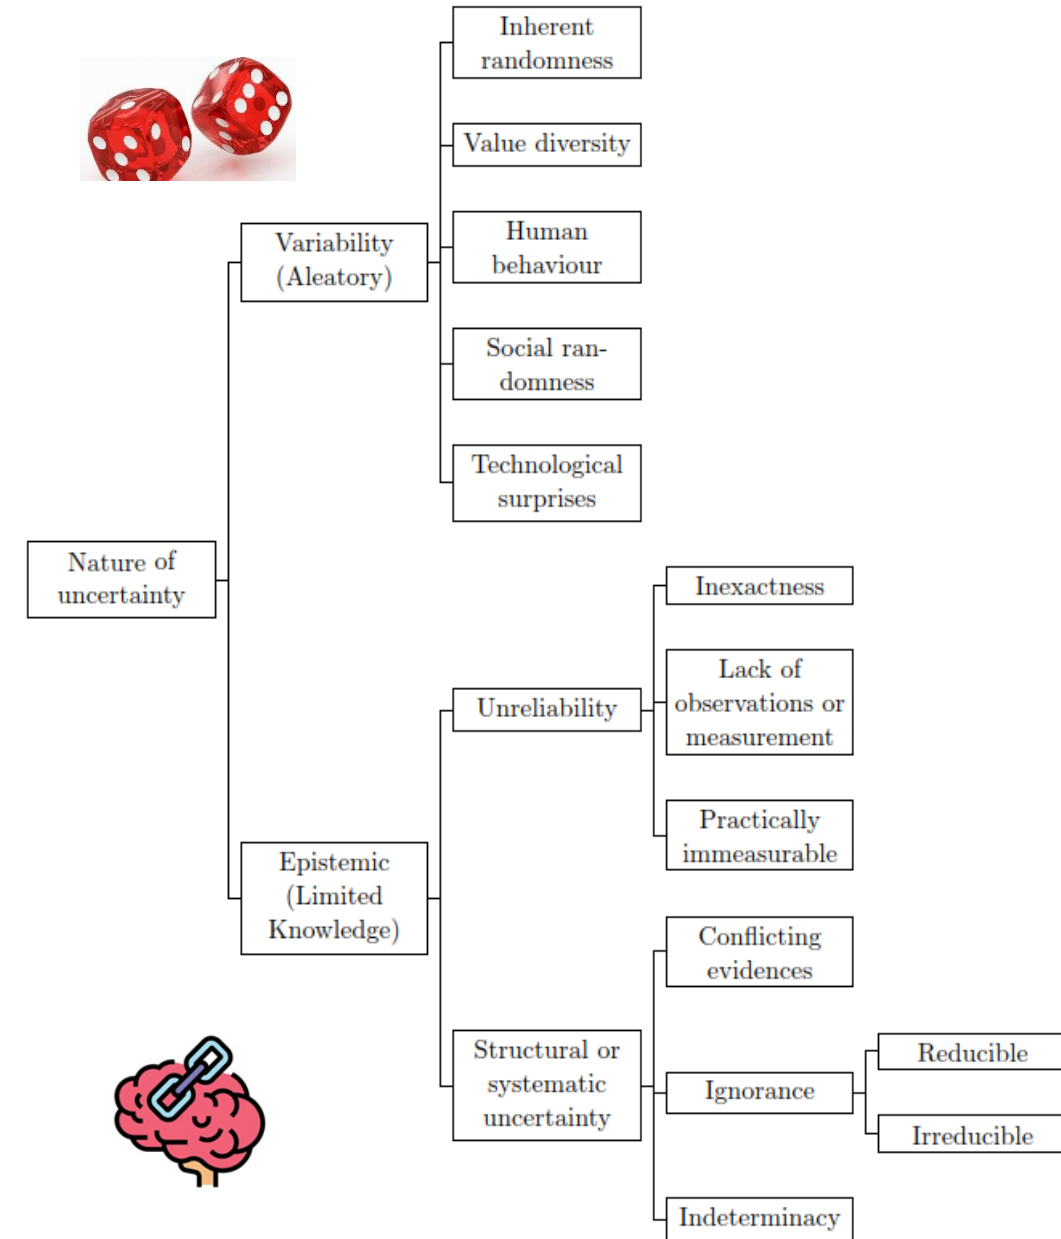 Inherent
randomness
Value diversity
Variability
(Aleatory)
Human
behaviour
Social ran-
domness
Technological
surprises
Nature of
uncertainty
Inexactness
Lack of
observations or
measurement
Unreliability
Practically
immeasurable
Epistemic
(Limited
Knowledge)
Conflicting
evidences
Structural or
systematic
uncertainty
Ignorance
Reducible
Irreducible
Indeterminacy